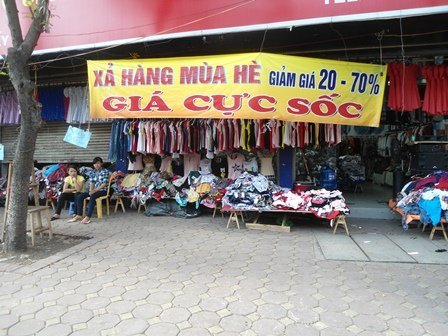 XẢ HÀNG MÙA HÈ GIẢM GIÁ 20 - 70%
GIÁ CỰC SỐC